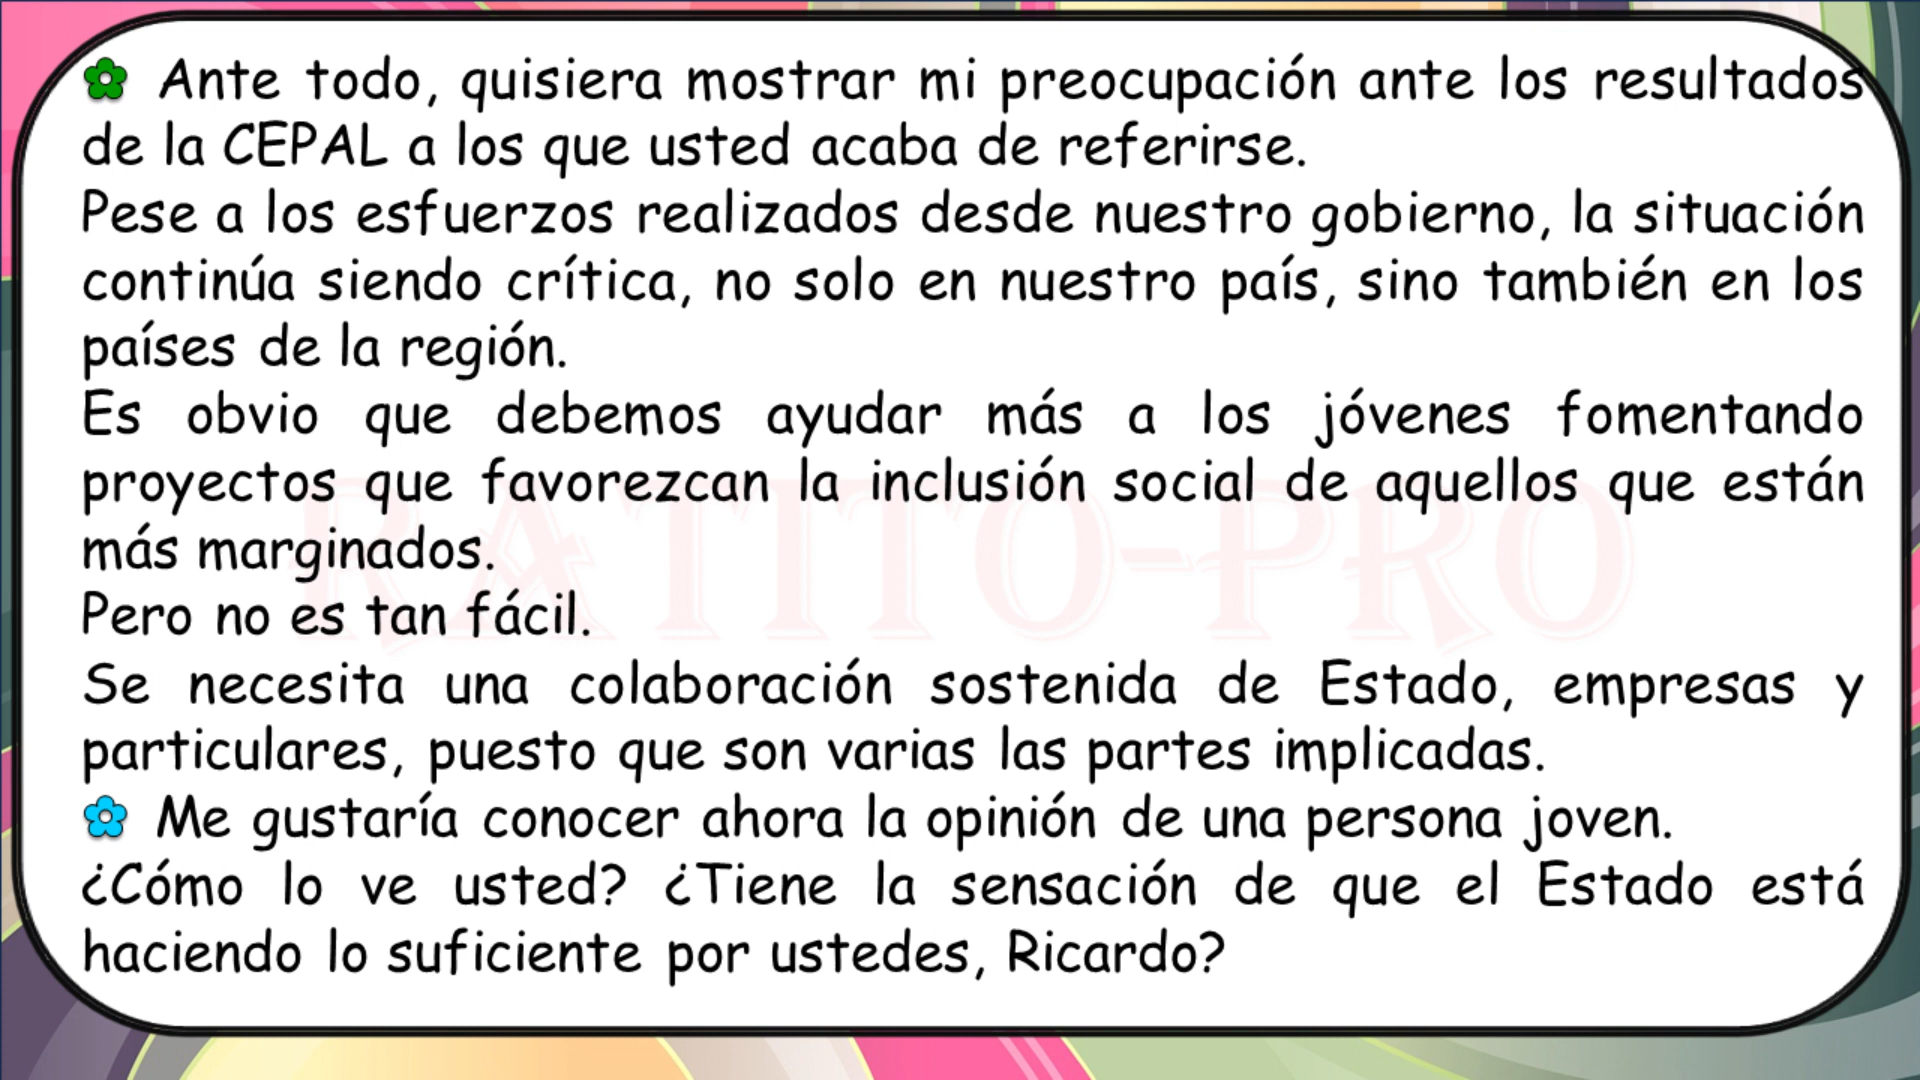 Ante todo, quisiera mostrar mi preocupación ante los resultados
de la CEPAL a los que usted acaba de referirse.
Pese a los esfuerzos realizados desde nuestro gobierno, la situación
continúa siendo crítica, no solo en nuestro país, sino también en los
países de la región.
Es obvio que debemos ayudar más a los jóvenes fomentando
proyectos que favorezcan la inclusión social de aquellos que están
más marginados.
Pero no es tan fácil.
Se necesita una colaboración sostenida de Estado, empresas y
particulares, puesto que son varias las partes implicadas.
Me gustaría conocer ahora la opinión de una persona joven.
¿Cómo lo ve usted? ¿Tiene la sensación de que el Estado está
haciendo lo suficiente por ustedes, Ricardo?
RATITO-PRO